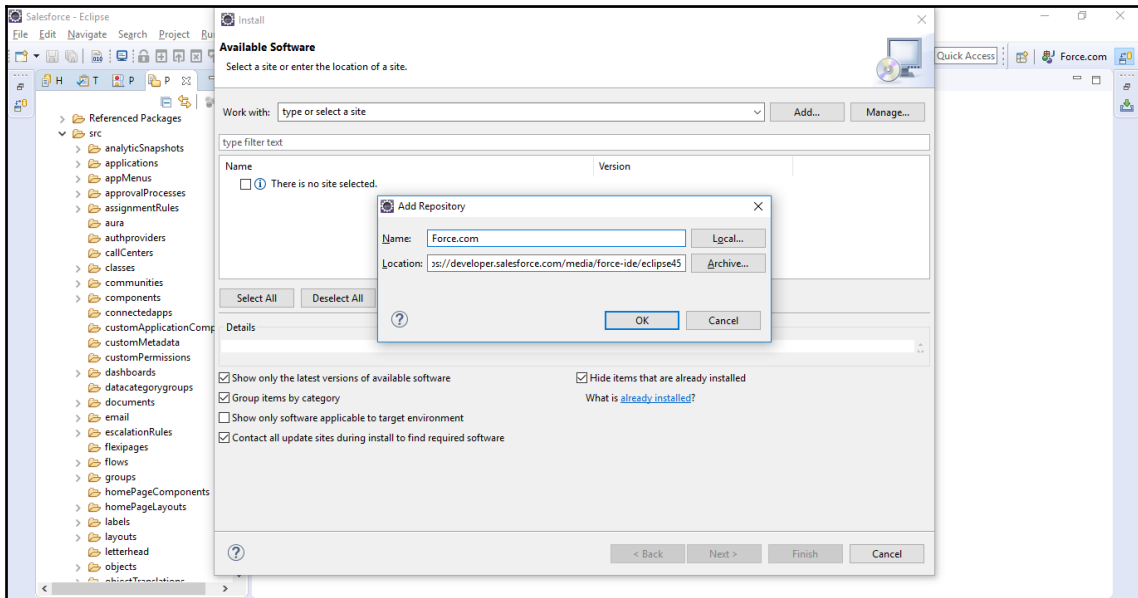 Salesforce - Eclipse
File Edit Navigate Search Project Ru
Quick Access
Force.com
H T P P
Referenced Packages
src
analyticSnapshots
applications
appMenus
approvalProcesses
assignmentRules
aura
authproviders
callCenters
classes
communities
components
connectedapps
customApplicationComp
customMetadata
customPermissions
dashboards
datacategorygroups
documents
email
escalationRules
flexipages
flows
groups
homePageComponents
homePageLayouts
labels
layouts
letterhead
objects
objectTranslations
Install
Available Software
Select a site or enter the location of a site.
Work with: type or select a site Add... Manage...
type filter text
Name Version
There is no site selected.
Select All Deselect All
Details
Show only the latest versions of available software
Hide items that are already installed
Group items by category
What is already installed?
Show only software applicable to target environment
Contact all update sites during install to find required software
< Back Next > Finish Cancel
Add Repository
Name: Force.com Local...
Location: ps://developer.salesforce.com/media/force-ide/eclipse45 Archive...
OK Cancel